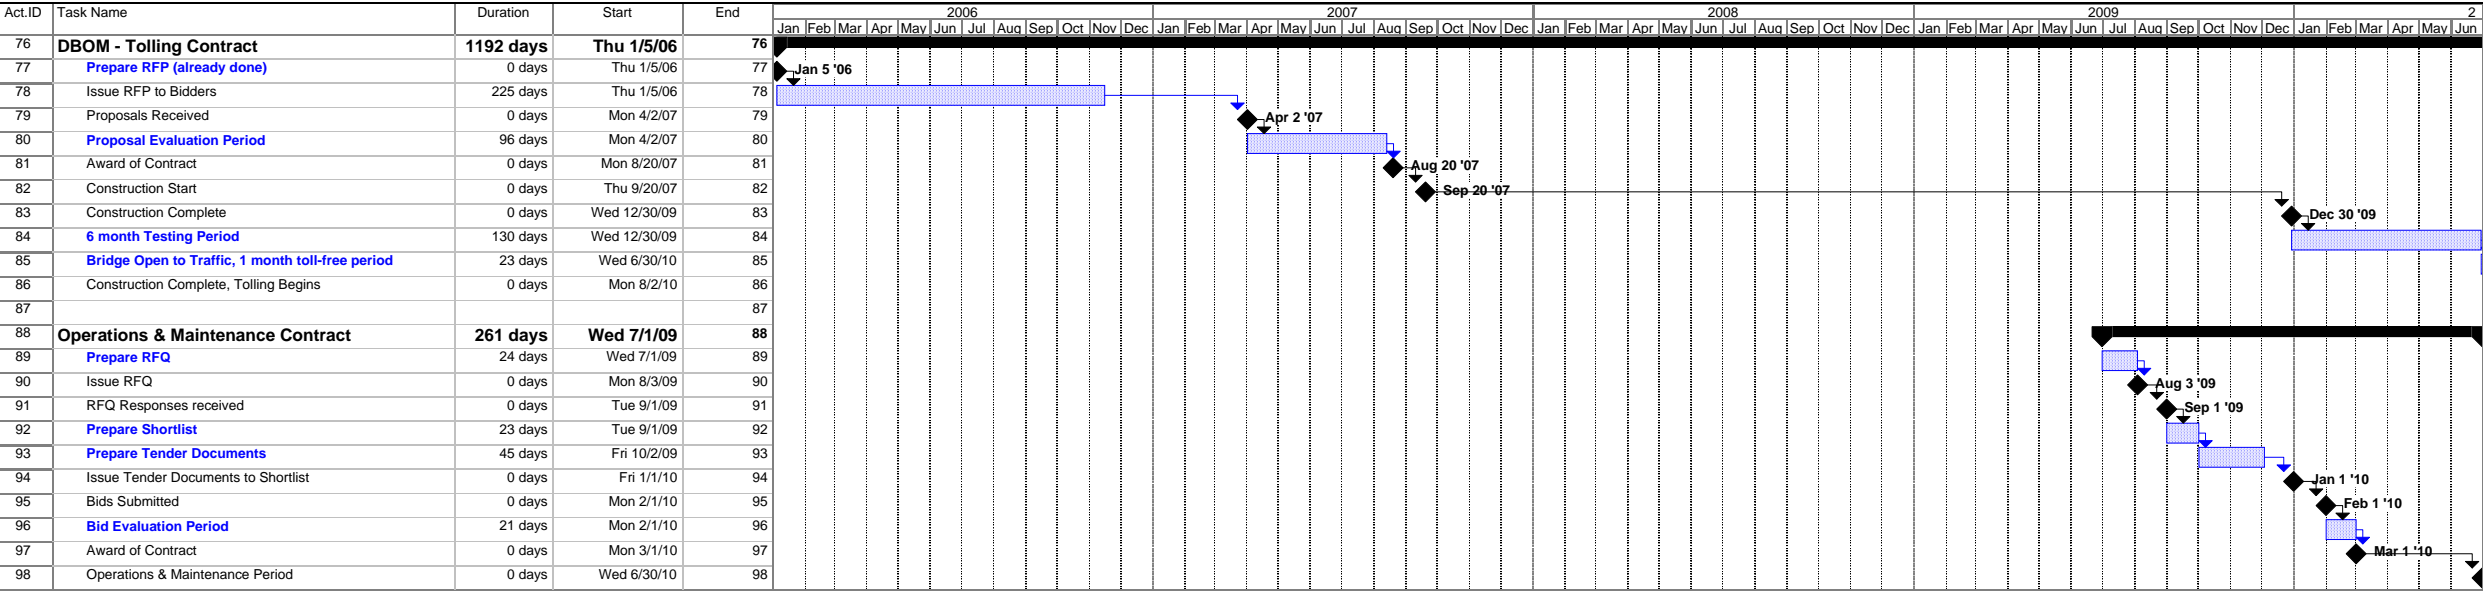 Act.ID Task Name Duration Start End 2006 2007 2008 2009 2
Jan Feb Mar Apr May Jun Jul Aug Sep Oct Nov Dec Jan Feb Mar Apr May Jun Jul Aug Sep Oct Nov Dec Jan Feb Mar Apr May Jun Jul Aug Sep Oct Nov Dec Jan Feb Mar Apr May Jun Jul Aug Sep Oct Nov Dec Jan Feb Mar Apr May Jun
76 DBOM - Tolling Contract 1192 days Thu 1/5/06 76
77 Prepare RFP (already done) 0 days Thu 1/5/06 77 Jan 5 '06
78 Issue RFP to Bidders 225 days Thu 1/5/06 78
79 Proposals Received 0 days Mon 4/2/07 79 Apr 2 '07
80 Proposal Evaluation Period 96 days Mon 4/2/07 80
81 Award of Contract 0 days Mon 8/20/07 81 Aug 20 '07
82 Construction Start 0 days Thu 9/20/07 82 Sep 20 '07
83 Construction Complete 0 days Wed 12/30/09 83 Dec 30 '09
84 6 month Testing Period 130 days Wed 12/30/09 84
85 Bridge Open to Traffic, 1 month toll-free period 23 days Wed 6/30/10 85
86 Construction Complete, Tolling Begins 0 days Mon 8/2/10 86
87 87
88 Operations & Maintenance Contract 261 days Wed 7/1/09 88
89 Prepare RFQ 24 days Wed 7/1/09 89
90 Issue RFQ 0 days Mon 8/3/09 90 Aug 3 '09
91 RFQ Responses received 0 days Tue 9/1/09 91 Sep 1 '09
92 Prepare Shortlist 23 days Tue 9/1/09 92
93 Prepare Tender Documents 45 days Fri 10/2/09 93
94 Issue Tender Documents to Shortlist 0 days Fri 1/1/10 94 Jan 1 '10
95 Bids Submitted 0 days Mon 2/1/10 95 Feb 1 '10
96 Bid Evaluation Period 21 days Mon 2/1/10 96
97 Award of Contract 0 days Mon 3/1/10 97 Mar 1 '10
98 Operations & Maintenance Period 0 days Wed 6/30/10 98